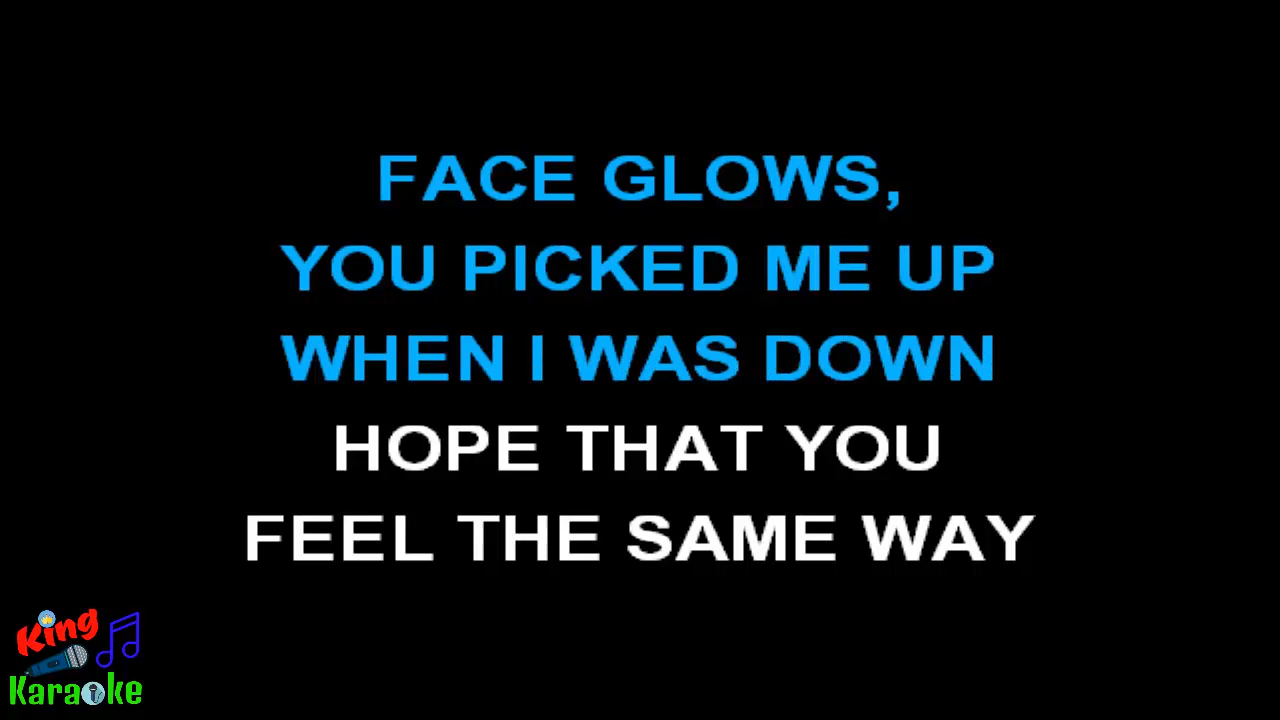 FACE GLOWS,
YOU PICKED ME UP
WHEN I WAS DOWN
HOPE THAT YOU
FEEL THE SAME WAY
King
Karaoke